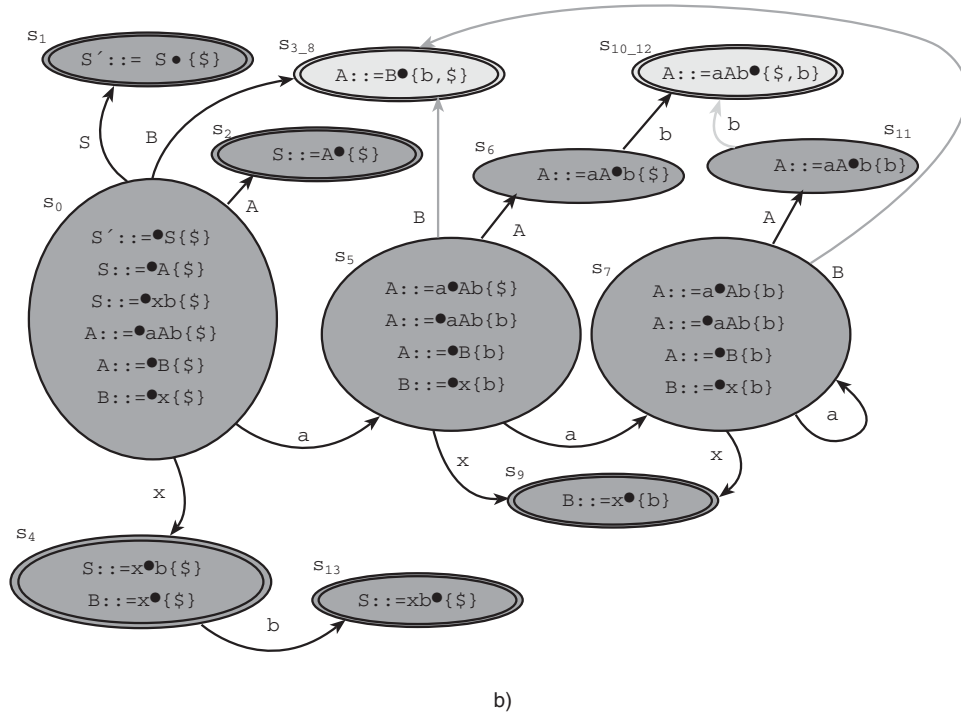 s1
S´::= S●{$}
s3_8
A::=B●{b,$}
s10_12
A::=aAb●{$,b}
S
B
s2
S::=A●{$}
s6
A::=aA●b{$}
b
b
s11
A::=aA●b{b}
s0
A
S´::=●S{$}
S::=●A{$}
S::=●xb{$}
A::=●aAb{$}
A::=●B{$}
B::=●x{$}
B
A
s5
A::=a●Ab{$}
A::=●aAb{b}
A::=●B{b}
B::=●x{b}
A
B
s7
A::=a●Ab{b}
A::=●aAb{b}
A::=●B{b}
B::=●x{b}
a
a
a
x
x
x
s9
B::=x●{b}
s4
S::=x●b{$}
B::=x●{$}
b
s13
S::=xb●{$}
b)